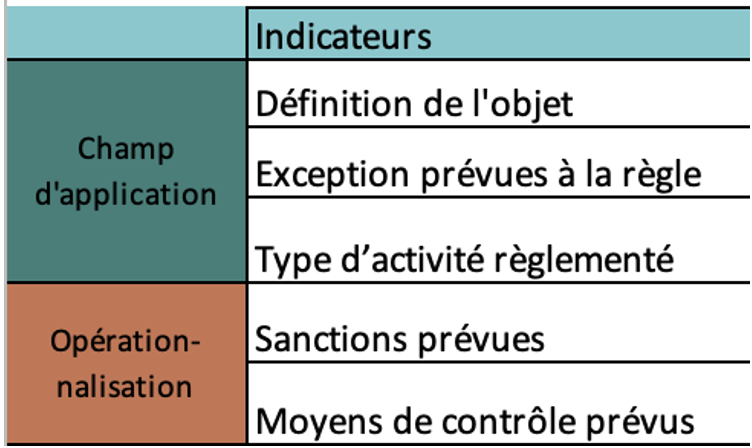 Indicateurs
Champ
d'application
Définition de l'objet
Exception prévues à la règle
Type d’activité règlementé
Opération-
nalisation
Sanctions prévues
Moyens de contrôle prévus